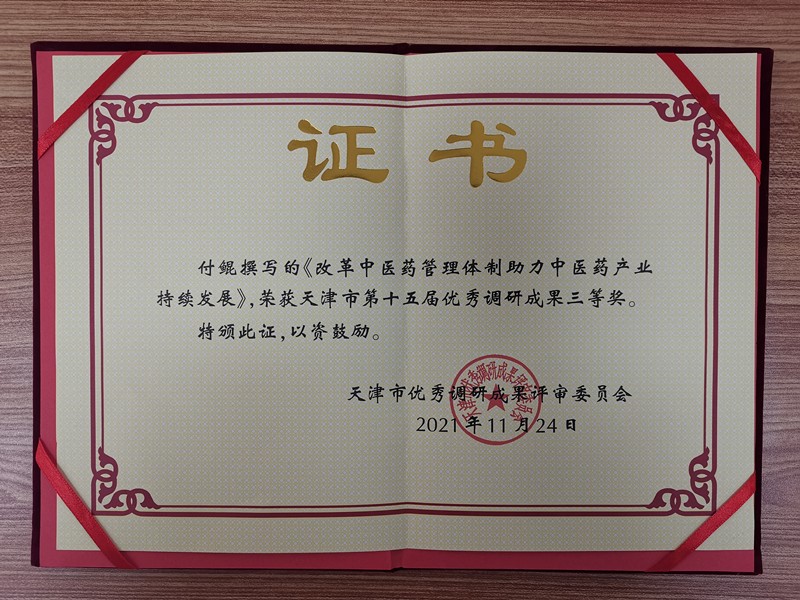 证书
付鲲撰写的《改革中医药管理体制助力中医药产业
持续发展》,荣获天津市第十五届优秀调研成果三等奖。
特颁此证,以资鼓励。
天津市优秀调研成果评审委员会
2021年11月24日